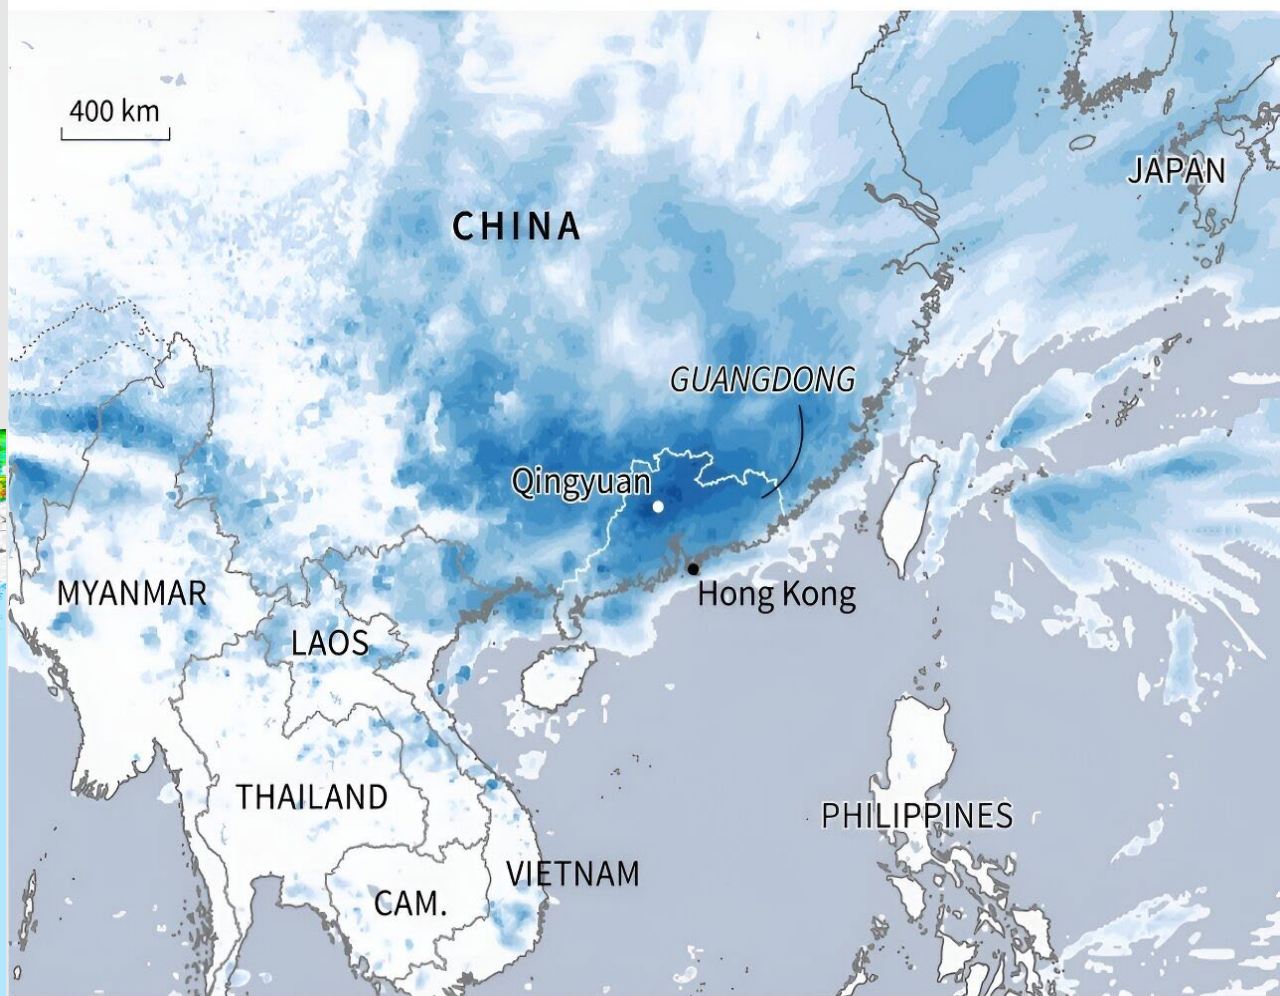 400 km
JAPAN
CHINA
GUANGDONG
Qingyuan
MYANMAR
Hong Kong
LAOS
THAILAND
PHILIPPINES
VIETNAM
CAM.